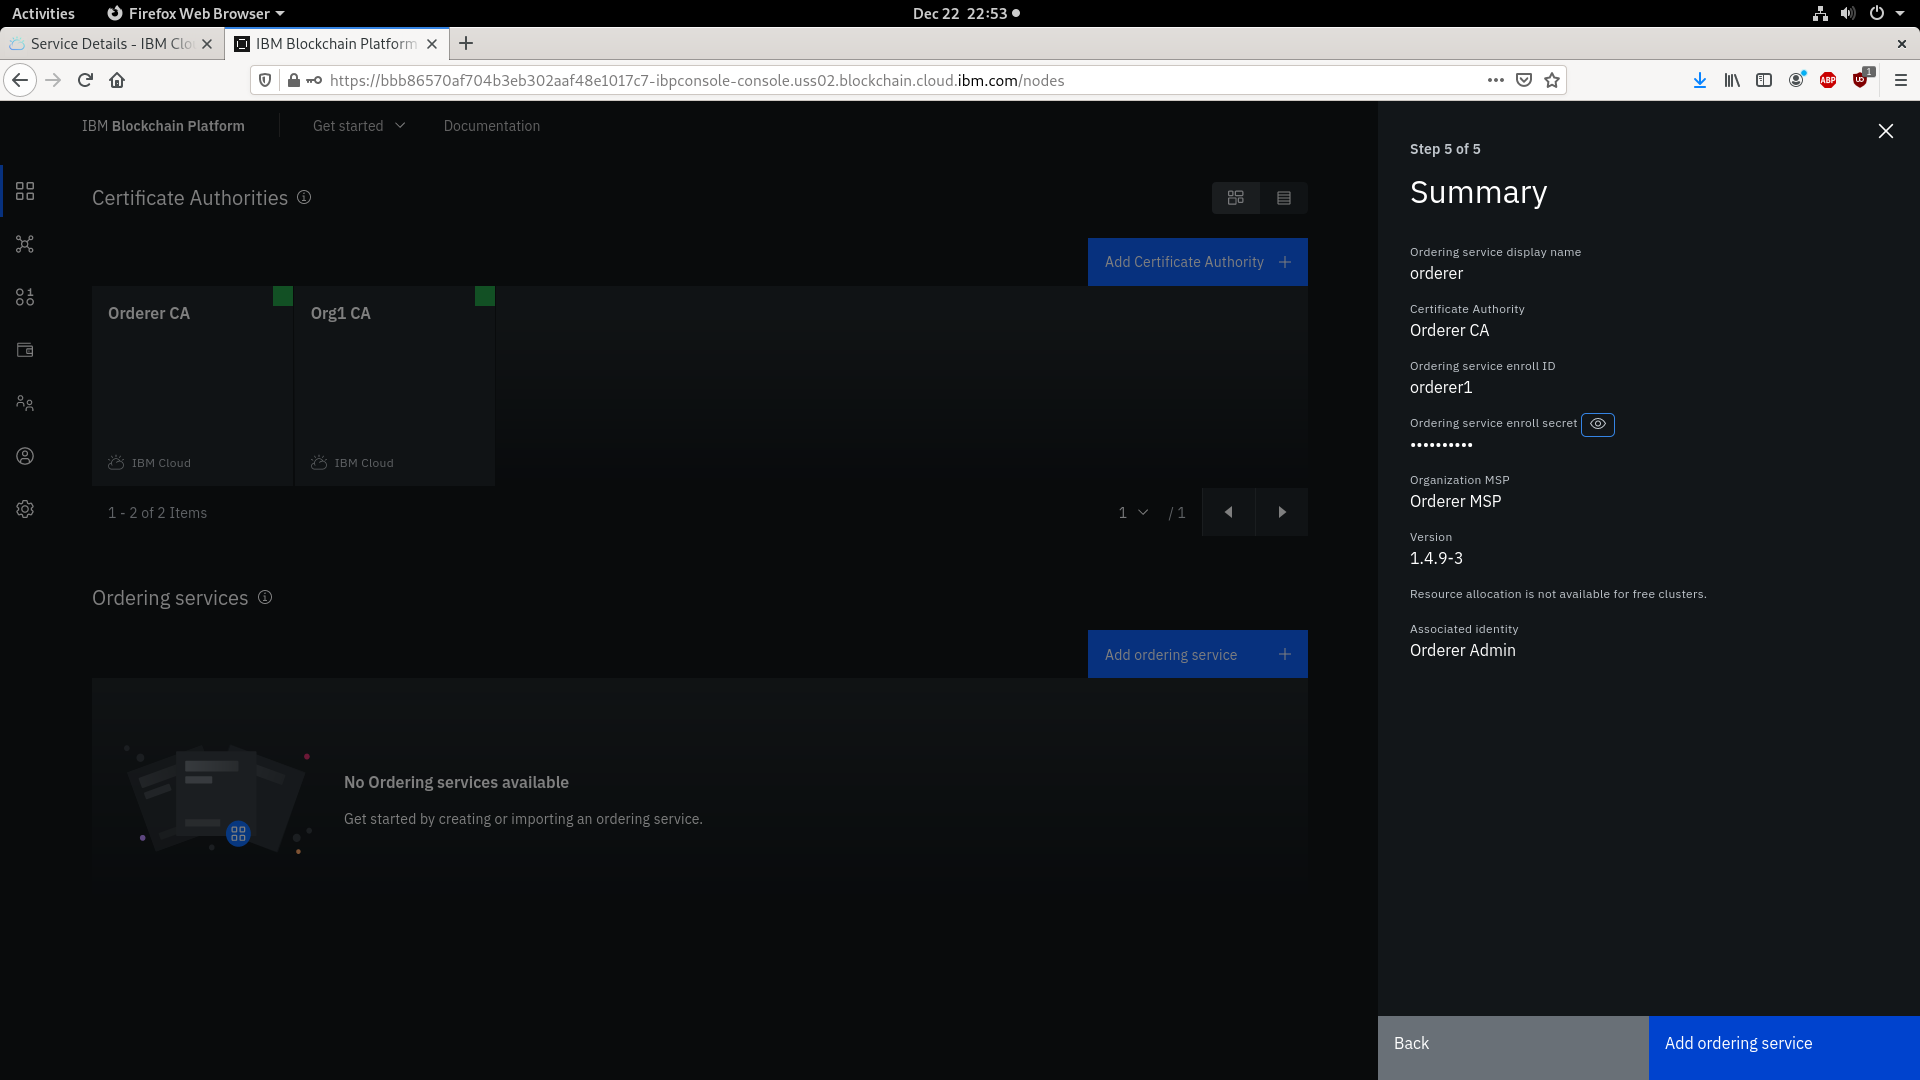 Activities
Firefox Web Browser
Dec 22 22:53
Service Details - IBM Clo
IBM Blockchain Platform
https://bbb86570af704b3eb302aaf48e1017c7-ibpconsole-console.uss02.blockchain.cloud.ibm.com/nodes
ABP
1
IBM Blockchain Platform
Get started
Documentation
Certificate Authorities
Add Certificate Authority
Orderer CA
Org1 CA
IBM Cloud
IBM Cloud
1 - 2 of 2 Items
1
/ 1
Ordering services
Add ordering service
No Ordering services available
Get started by creating or importing an ordering service.
Step 5 of 5
Summary
Ordering service display name
orderer
Certificate Authority
Orderer CA
Ordering service enroll ID
orderer1
Ordering service enroll secret
••••••••••
Organization MSP
Orderer MSP
Version
1.4.9-3
Resource allocation is not available for free clusters.
Associated identity
Orderer Admin
Back
Add ordering service